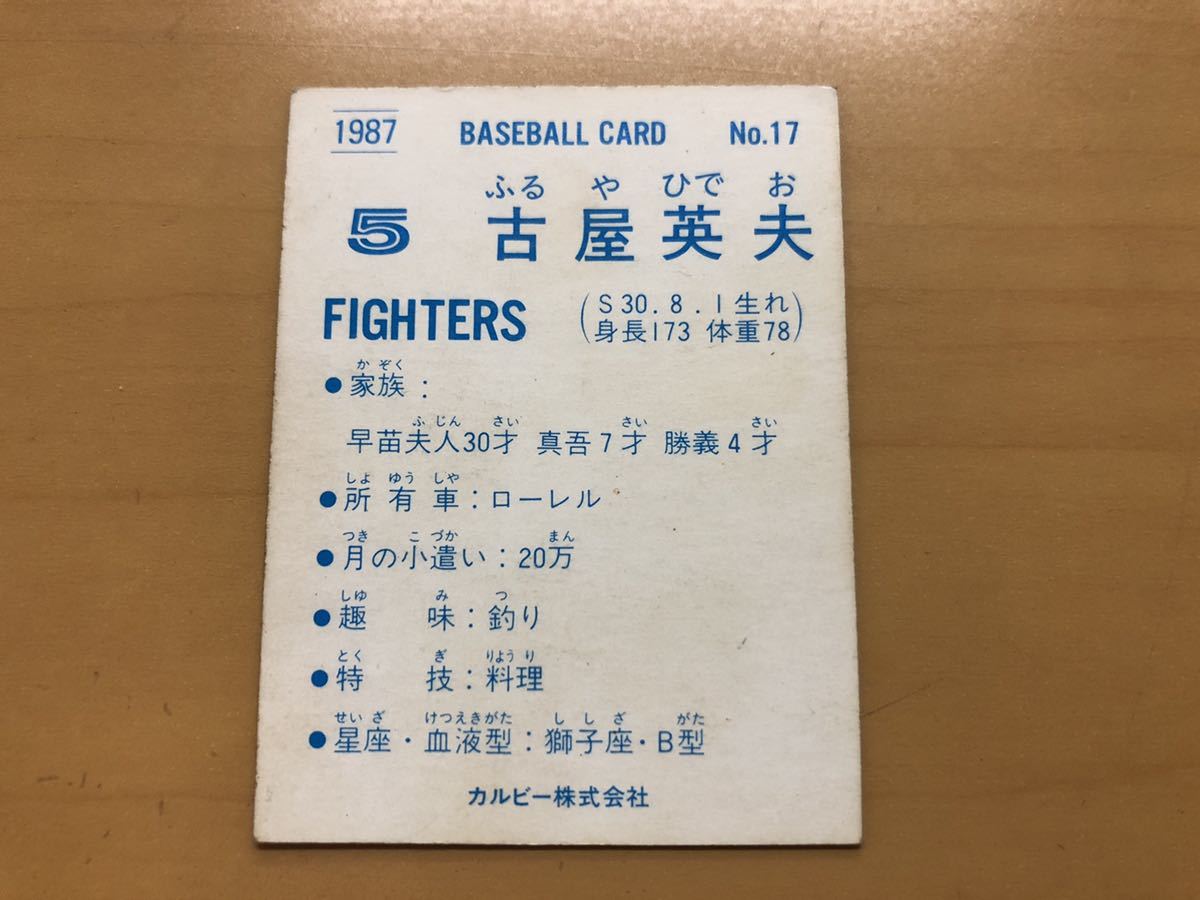 1987 BASEBALL CARD No.17
ふる や ひで お
5 古屋英夫
FIGHTERS (S30.8.1生れ
身長173 体重78)
か ぞく
●家族:
ふ じん さい さい さい
早苗夫人30才 真吾7才 勝義4才
しよ ゆう しや
●所有車:ローレル
つき こ づか まん
●月の小遣い:20万
しゆ み つ
●趣味:釣り
とく ぎ りようり
●特技:料理
せい ざ けつえきがた し し ざ がた
●星座・血液型:獅子座・B型
カルビー株式会社